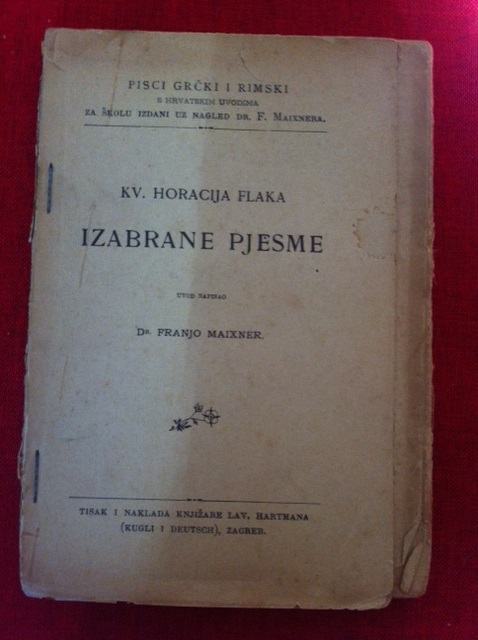 PISCI GRČKI I RIMSKI
S HRVATSKIM UVODIMA
ZA ŠKOLU IZDANI UZ NAGLED DR. F. MAIXNERA.
KV. HORACIJA FLAKA
IZABRANE PJESME
UVOD NAPISAO
DR. FRANJO MAIXNER.
TISAK I NAKLADA KNJIŽARE LAV. HARTMANA
(KUGLI I DEUTSCH), ZAGREB.